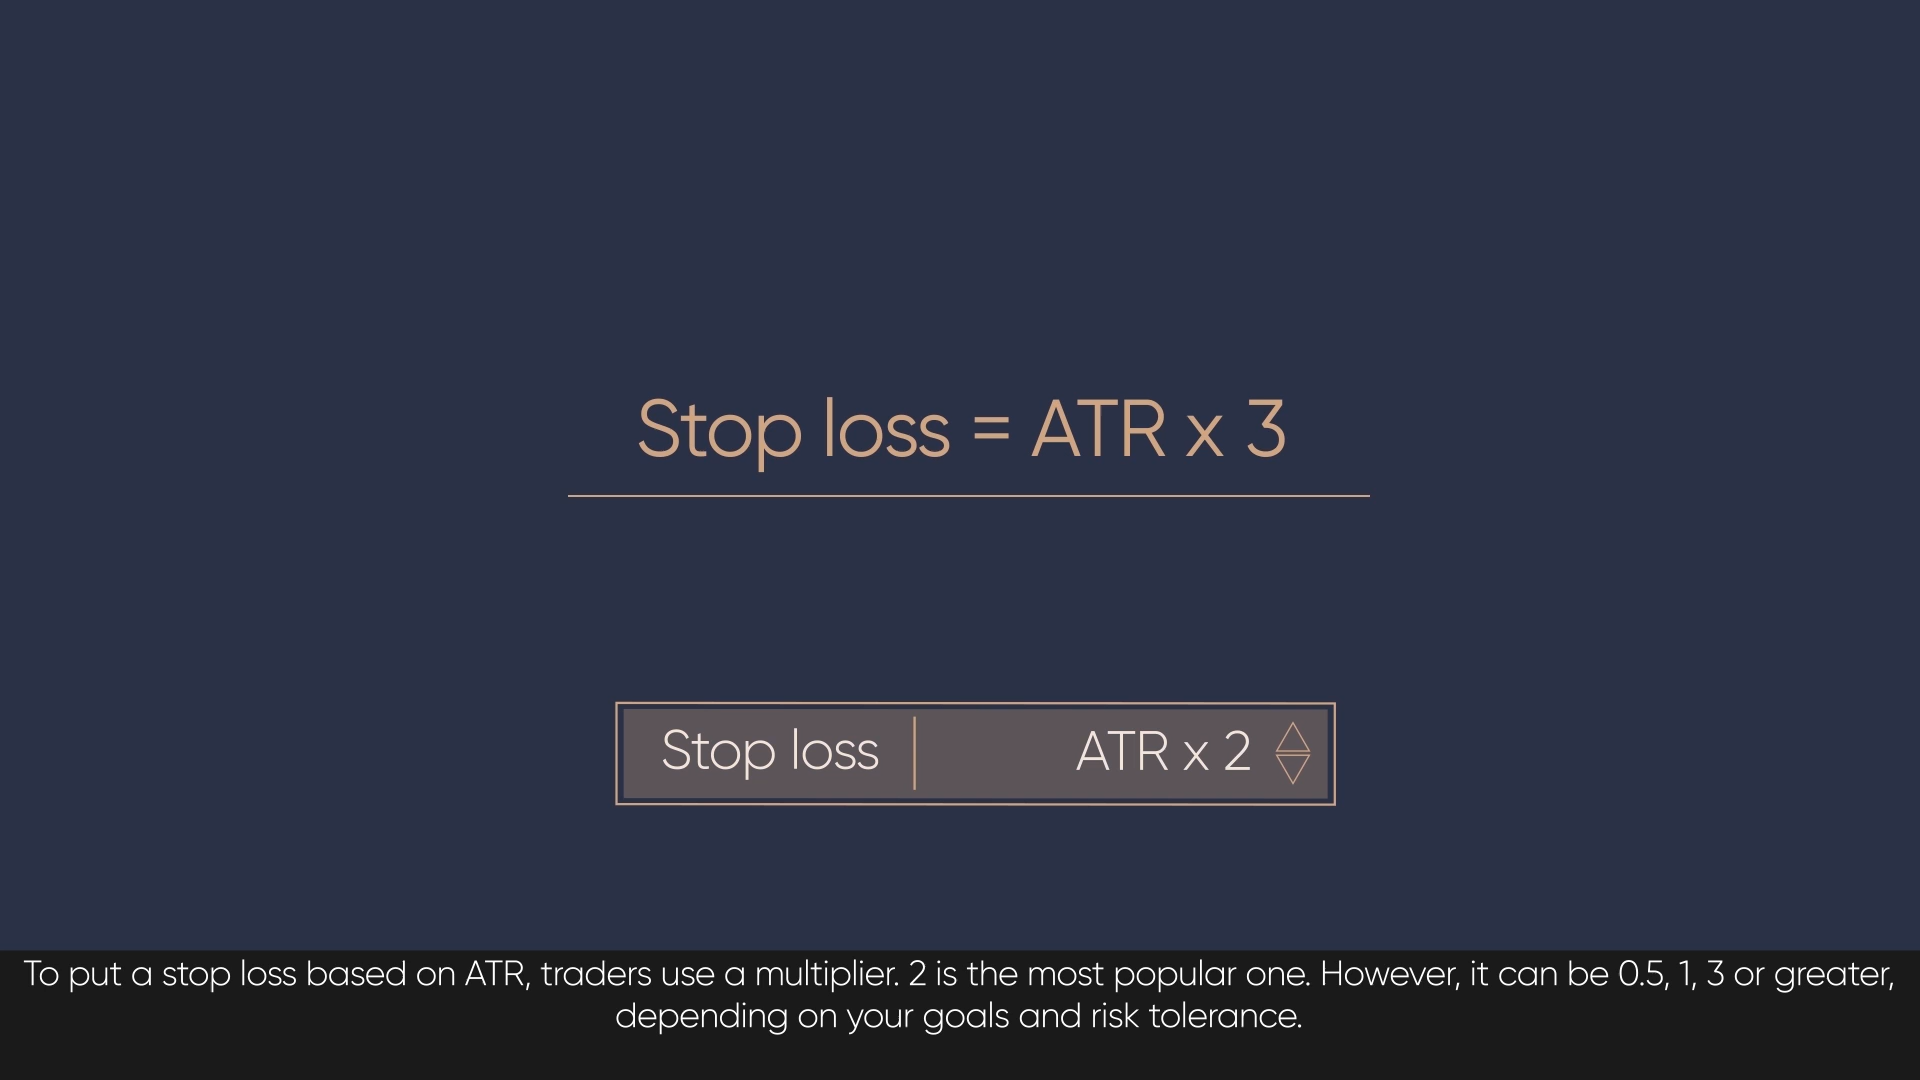 Stop loss = ATR x 3
Stop loss ATR x 2
To put a stop loss based on ATR, traders use a multiplier. 2 is the most popular one. However, it can be 0.5, 1, 3 or greater,
depending on your goals and risk tolerance.